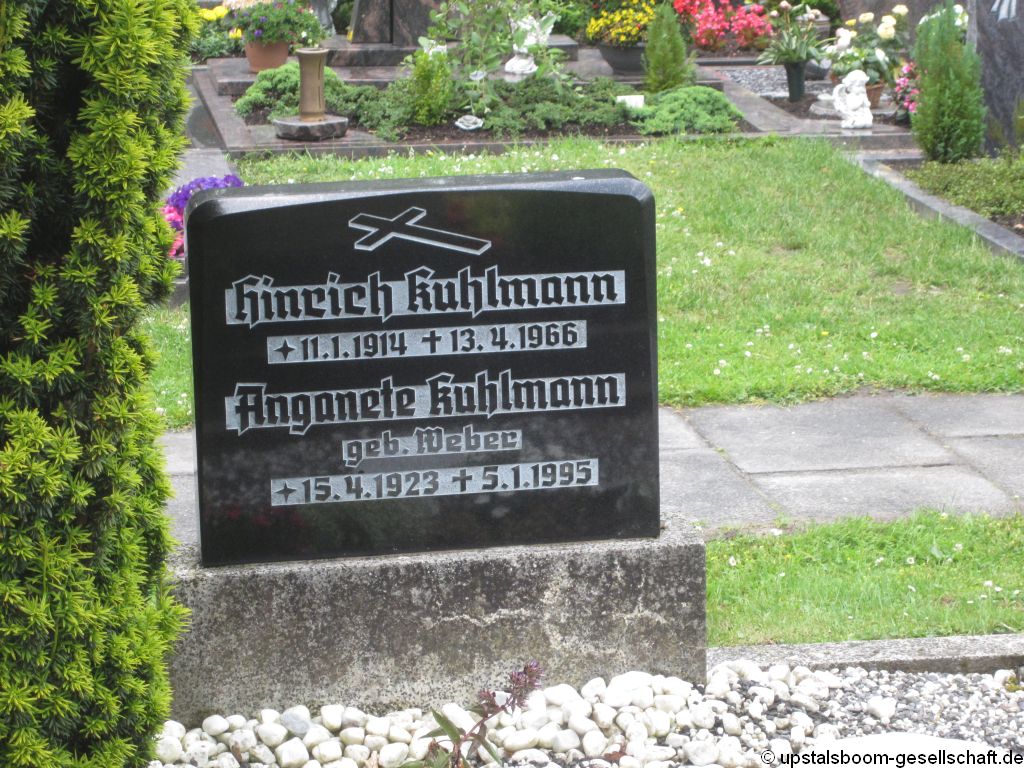 Hinrich Kuhlmann
✦ 11.1.1914 ✝ 13.4.1966
Anganete Kuhlmann
geb. Weber
✦ 15.4.1923 ✝ 5.1.1995
© upstalsboom-gesellschaft.de